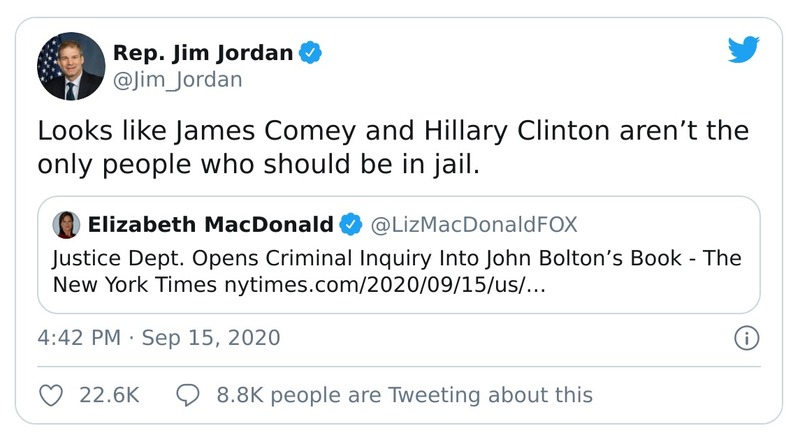 Rep. Jim Jordan
@Jim_Jordan
Looks like James Comey and Hillary Clinton aren’t the
only people who should be in jail.
Elizabeth MacDonald @LizMacDonaldFOX
Justice Dept. Opens Criminal Inquiry Into John Bolton’s Book - The
New York Times nytimes.com/2020/09/15/us/…
4:42 PM · Sep 15, 2020
22.6K 8.8K people are Tweeting about this